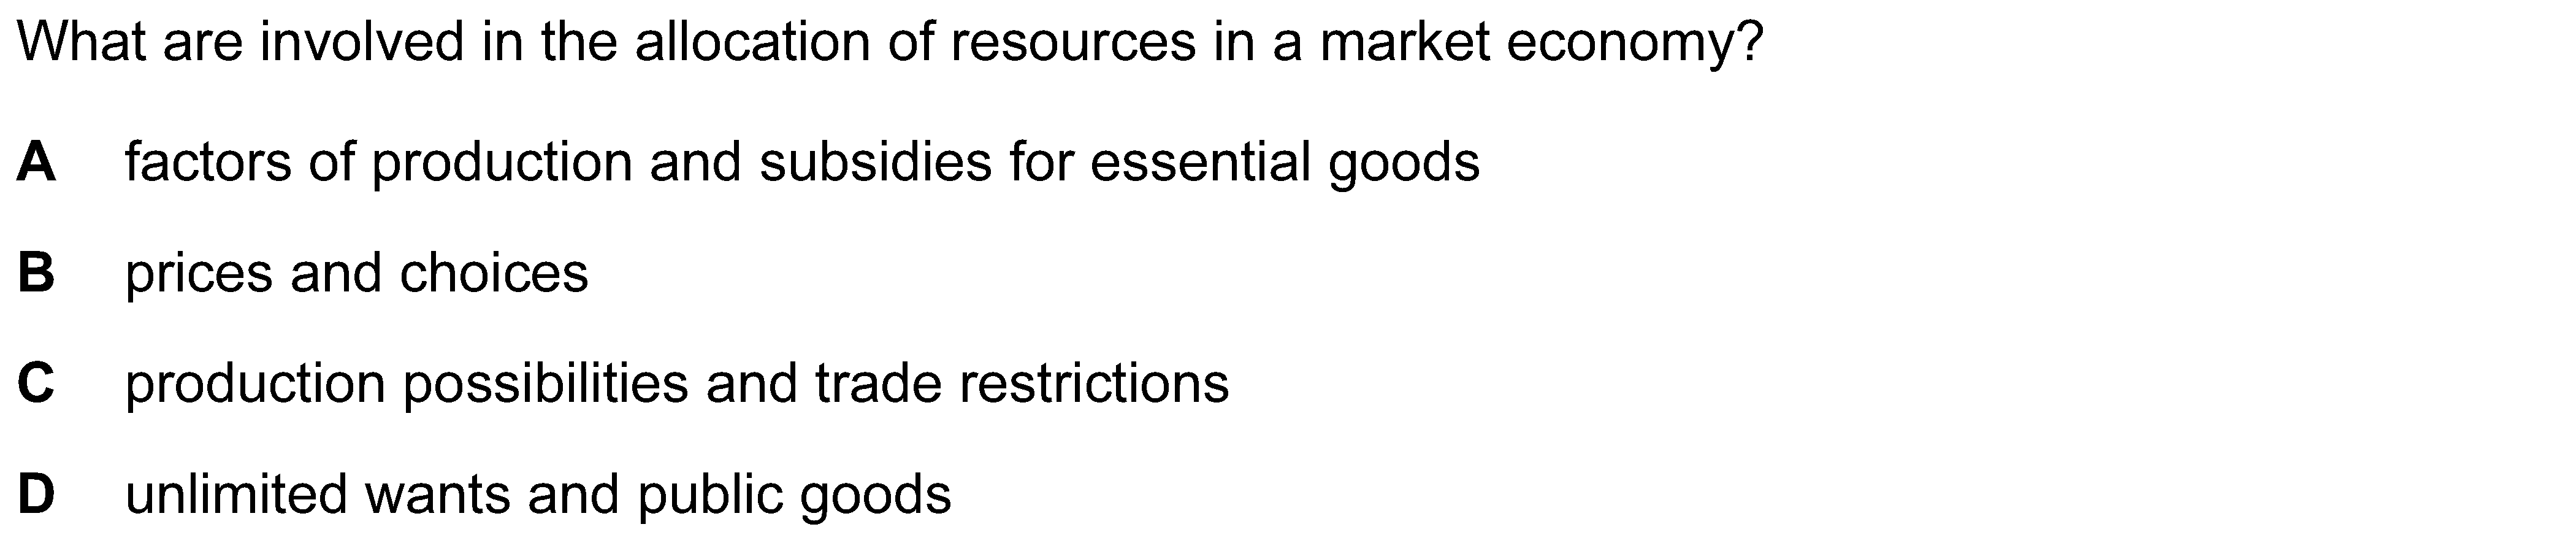 What are involved in the allocation of resources in a market economy?
A factors of production and subsidies for essential goods
B prices and choices
C production possibilities and trade restrictions
D unlimited wants and public goods